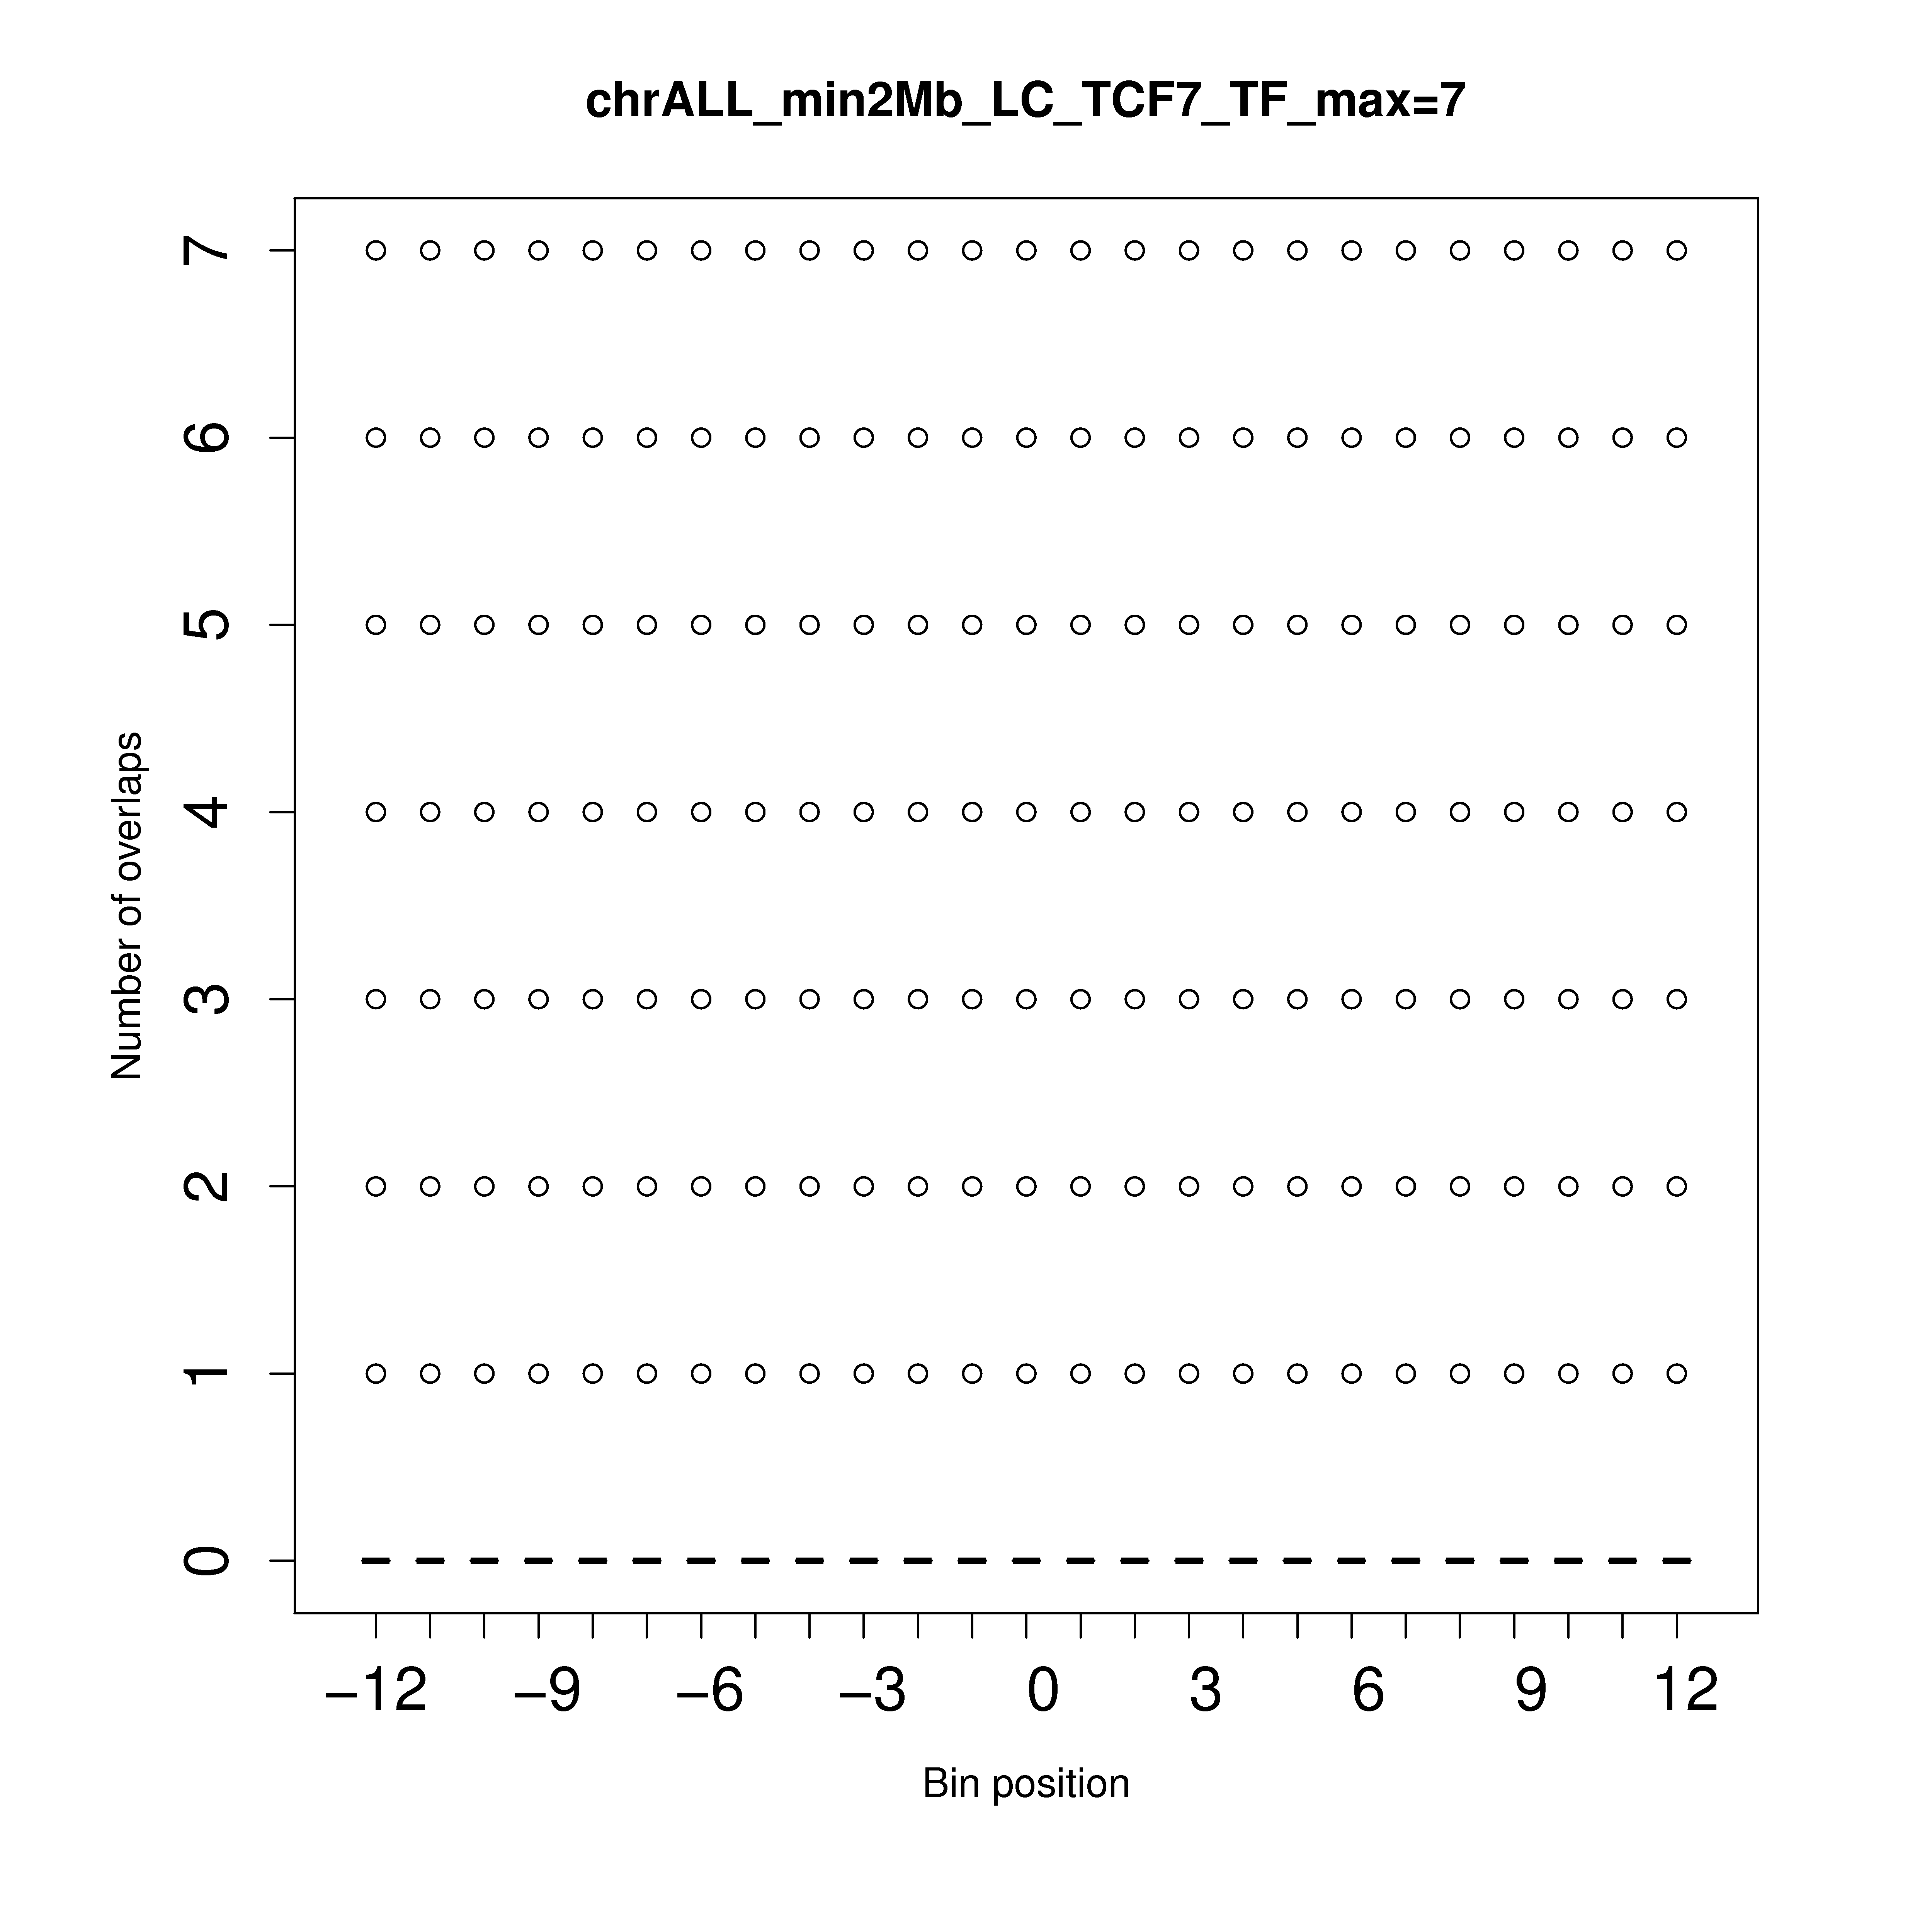 chrALL_min2Mb_LC_TCF7_TF_max=7
7
6
5
4
3
2
1
0
Number of overlaps
−12 −9 −6 −3 0 3 6 9 12
Bin position